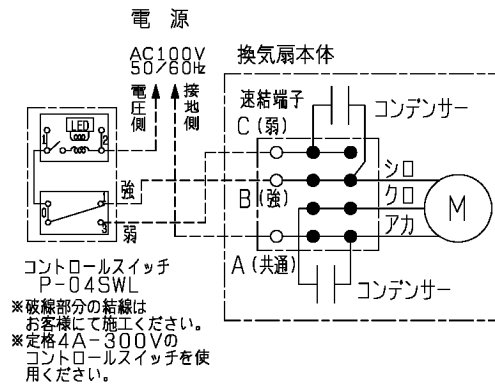 電源
AC100V
50/60Hz
電圧側
接地側
換気扇本体
速結端子
コンデンサー
C(弱)
シロ
クロ
アカ
M
B(強)
A(共通)
コンデンサー
LED
1
2
0
1
3
強
弱
コントロールスイッチ
P-04SWL
※破線部分の結線は
お客様にて施工ください。
※定格4A-300Vの
コントロールスイッチを使
用ください。